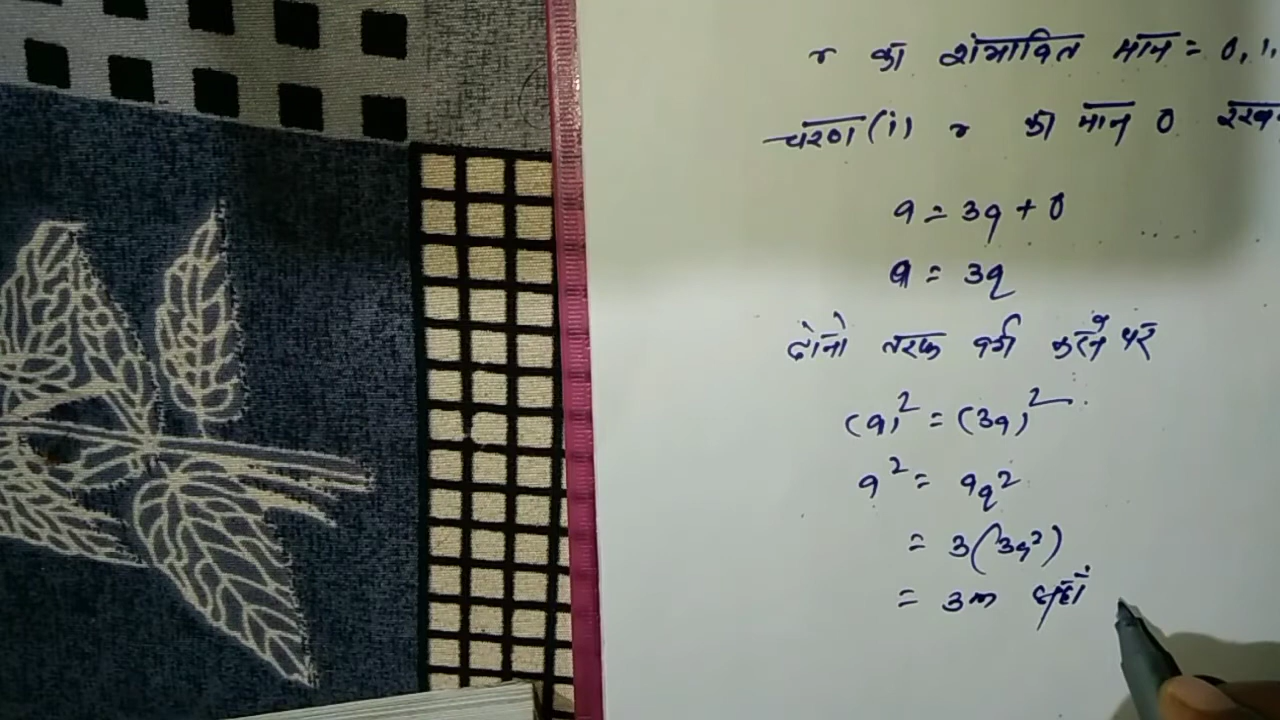 r का संभावित मान = 0, 1,
चरण (i) r का मान 0 रखन
a = 3q + 0
a = 3q
दोनो तरफ वर्ग करने पर
(a)² = (3q)²
a² = 9q²
= 3(3q²)
= 3m जहाँ